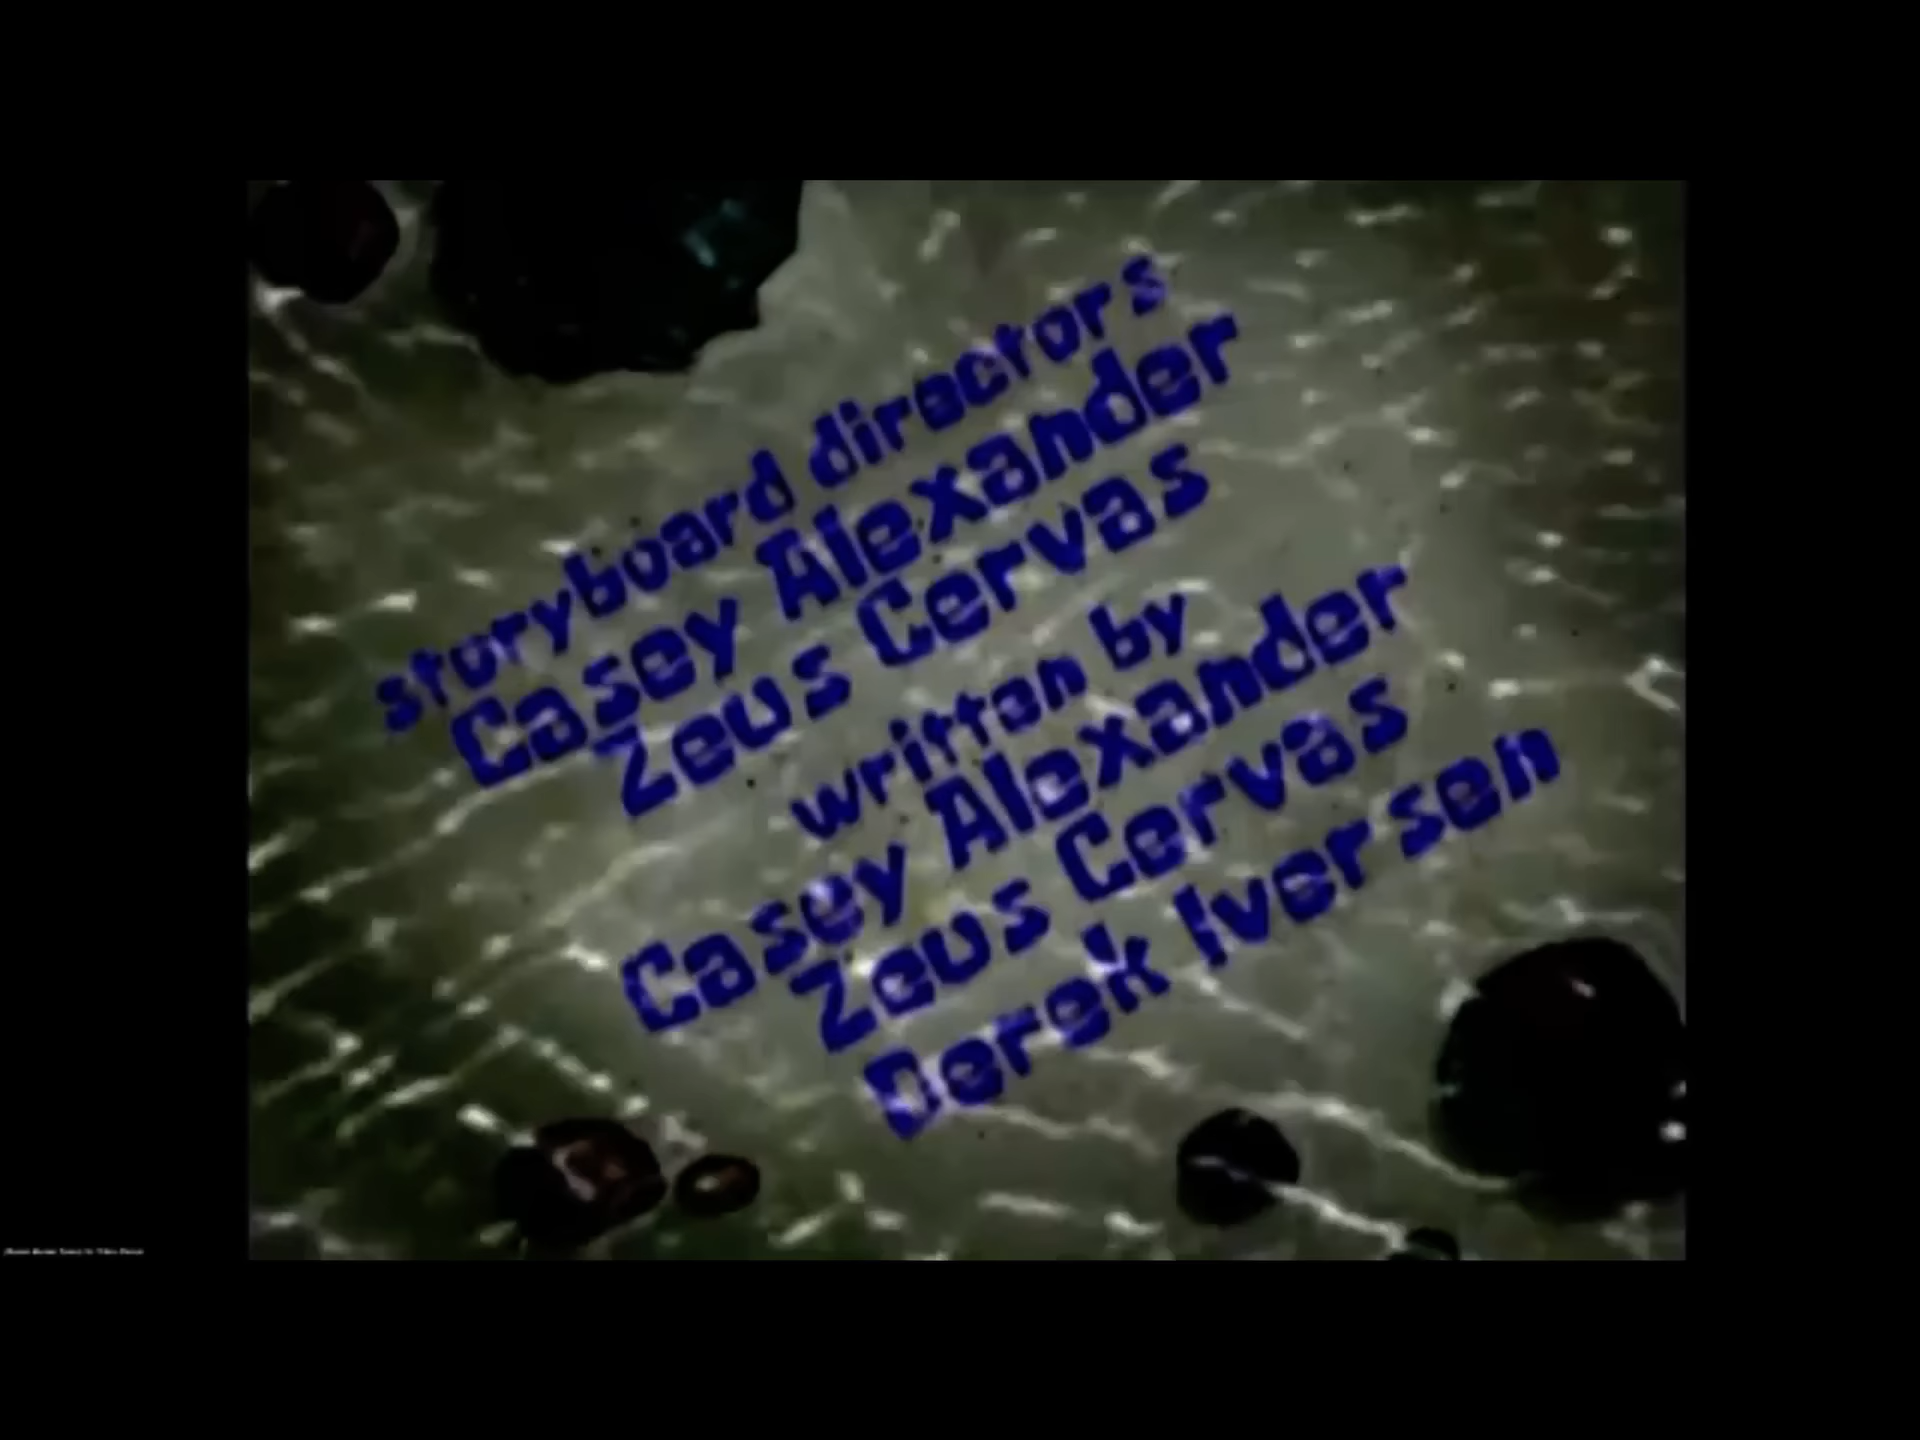 storyboard directors
Casey Alexander
Zeus Cervas
written by
Casey Alexander
Zeus Cervas
Derek Iversen